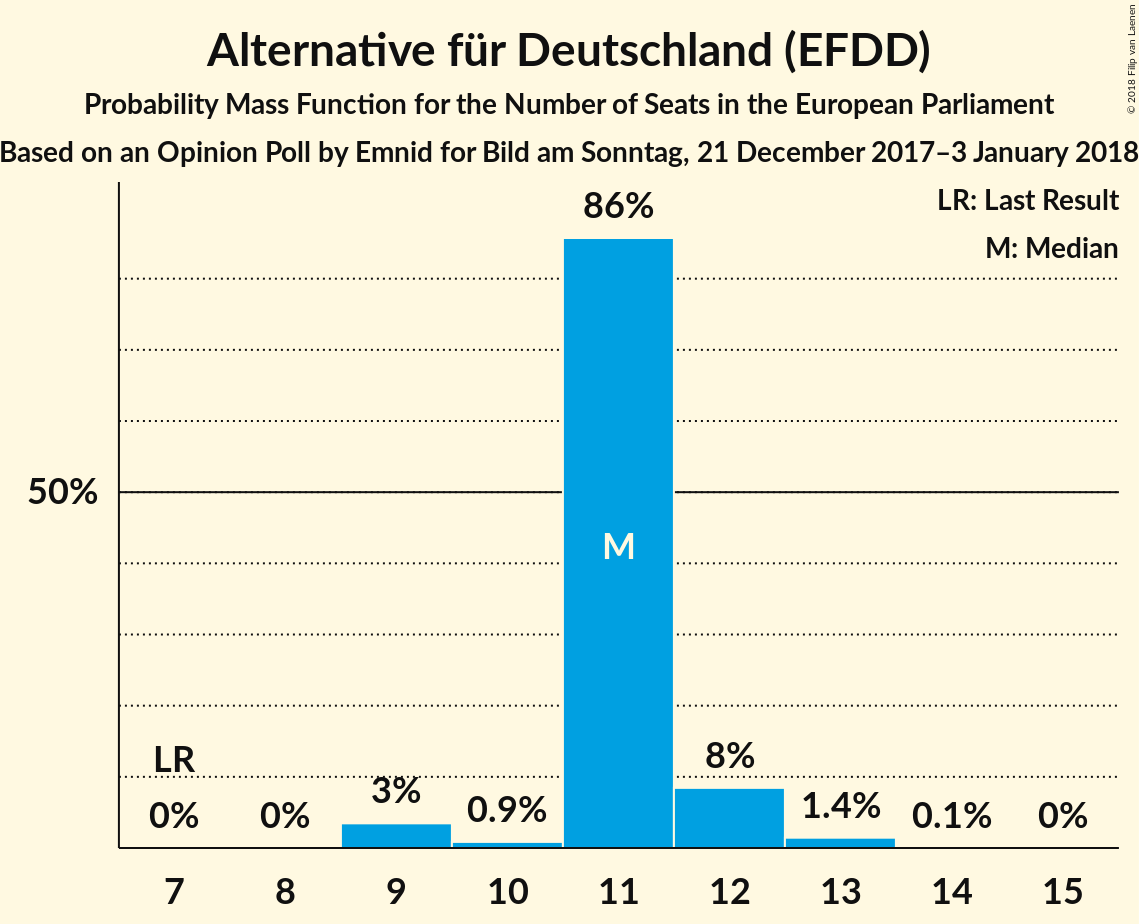 Alternative für Deutschland (EFDD)
Probability Mass Function for the Number of Seats in the European Parliament
Based on an Opinion Poll by Emnid for Bild am Sonntag, 21 December 2017–3 January 2018
© 2018 Filip van Laenen
LR: Last Result
M: Median
86%
50%
M
LR
0%
0%
3%
0.9%
8%
1.4%
0.1%
0%
7 8 9 10 11 12 13 14 15